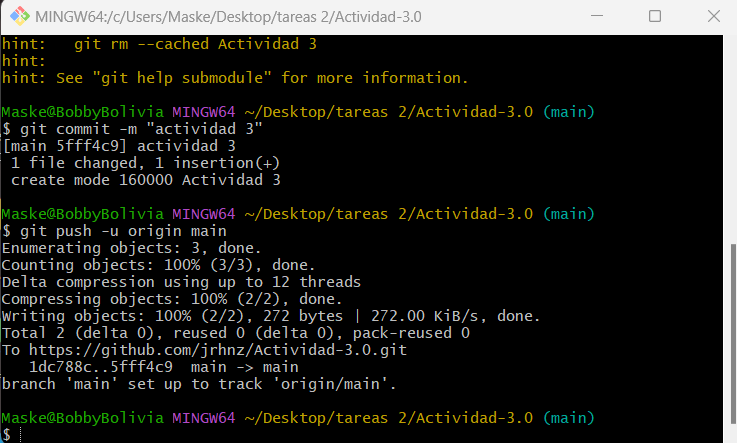 MINGW64:/c/Users/Maske/Desktop/tareas 2/Actividad-3.0
hint:   git rm --cached Actividad 3
hint:
hint: See "git help submodule" for more information.
Maske@BobbyBolivia MINGW64 ~/Desktop/tareas 2/Actividad-3.0 (main)
$ git commit -m "actividad 3"
[main 5fff4c9] actividad 3
 1 file changed, 1 insertion(+)
 create mode 160000 Actividad 3
Maske@BobbyBolivia MINGW64 ~/Desktop/tareas 2/Actividad-3.0 (main)
$ git push -u origin main
Enumerating objects: 3, done.
Counting objects: 100% (3/3), done.
Delta compression using up to 12 threads
Compressing objects: 100% (2/2), done.
Writing objects: 100% (2/2), 272 bytes | 272.00 KiB/s, done.
Total 2 (delta 0), reused 0 (delta 0), pack-reused 0
To https://github.com/jrhnz/Actividad-3.0.git
   1dc788c..5fff4c9  main -> main
branch 'main' set up to track 'origin/main'.
Maske@BobbyBolivia MINGW64 ~/Desktop/tareas 2/Actividad-3.0 (main)
$